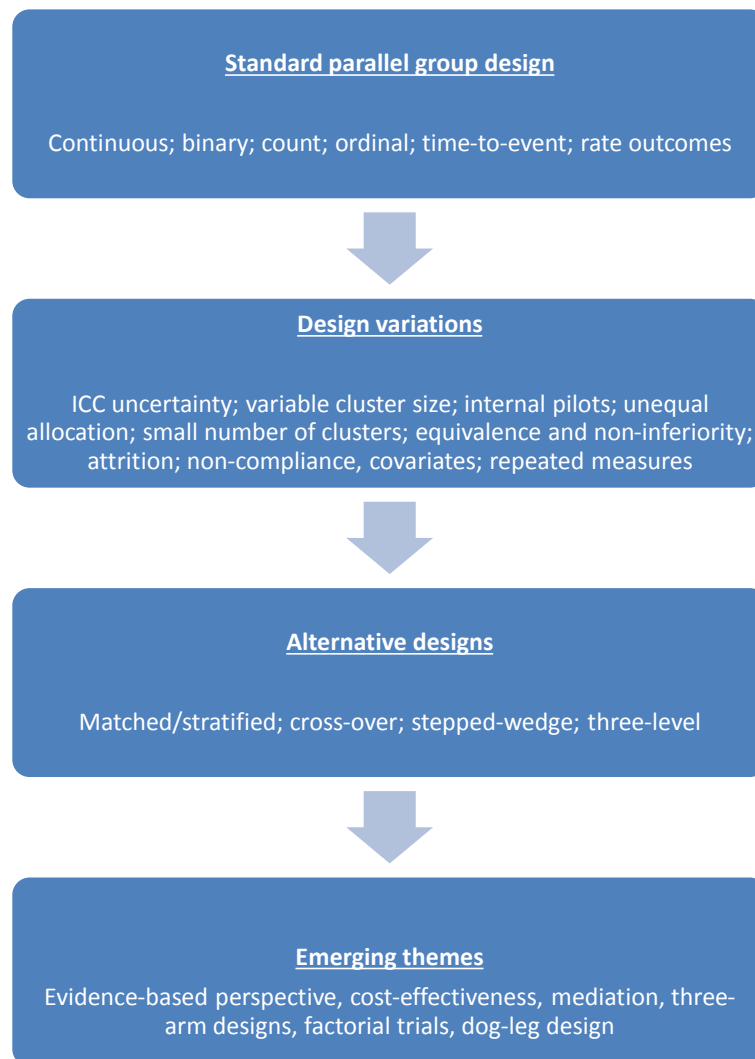 Standard parallel group design
Continuous; binary; count; ordinal; time-to-event; rate outcomes
Design variations
ICC uncertainty; variable cluster size; internal pilots; unequal
allocation; small number of clusters; equivalence and non-inferiority;
attrition; non-compliance, covariates; repeated measures
Alternative designs
Matched/stratified; cross-over; stepped-wedge; three-level
Emerging themes
Evidence-based perspective, cost-effectiveness, mediation, three-
arm designs, factorial trials, dog-leg design